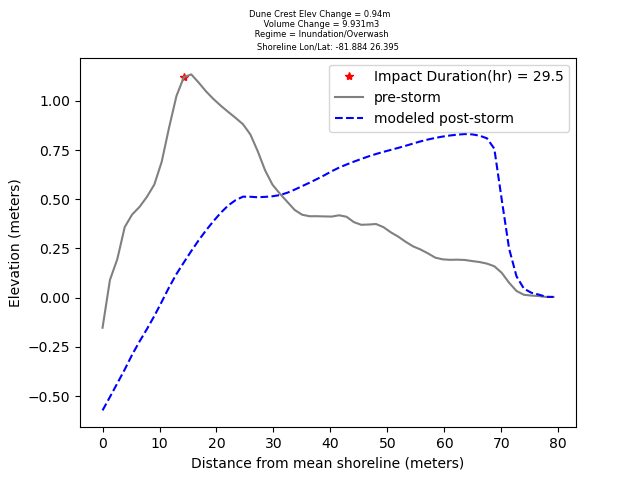 Dune Crest Elev Change = 0.94m
Volume Change = 9.931m3
Regime = Inundation/Overwash
Shoreline Lon/Lat: -81.884 26.395
Impact Duration(hr) = 29.5
pre-storm
modeled post-storm
1.00
0.75
0.50
0.25
0.00
−0.25
−0.50
Elevation (meters)
0 10 20 30 40 50 60 70 80
Distance from mean shoreline (meters)